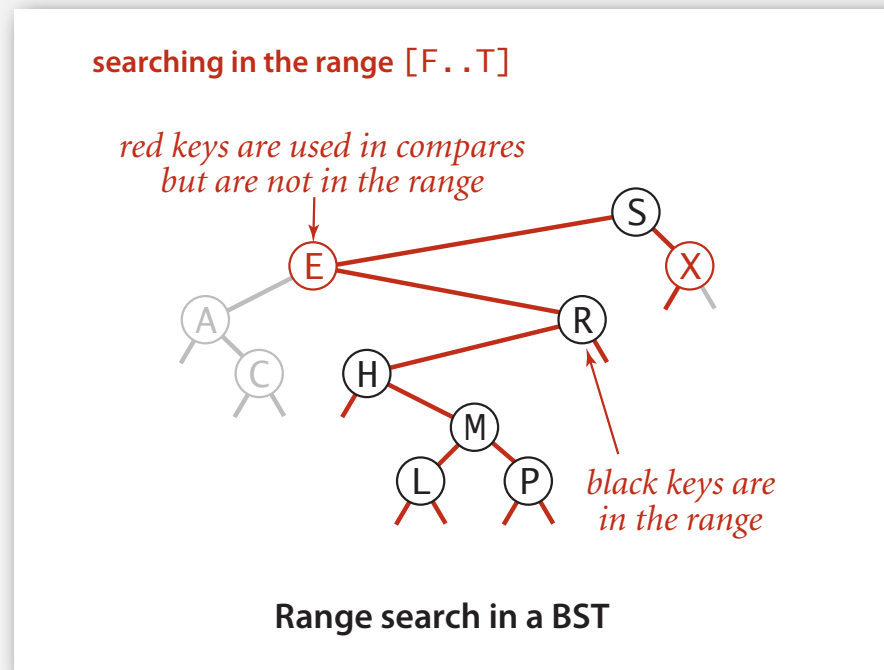 searching in the range [F..T]
red keys are used in compares
but are not in the range
S
E
X
A
R
C
H
M
L
P
black keys are
in the range
Range search in a BST